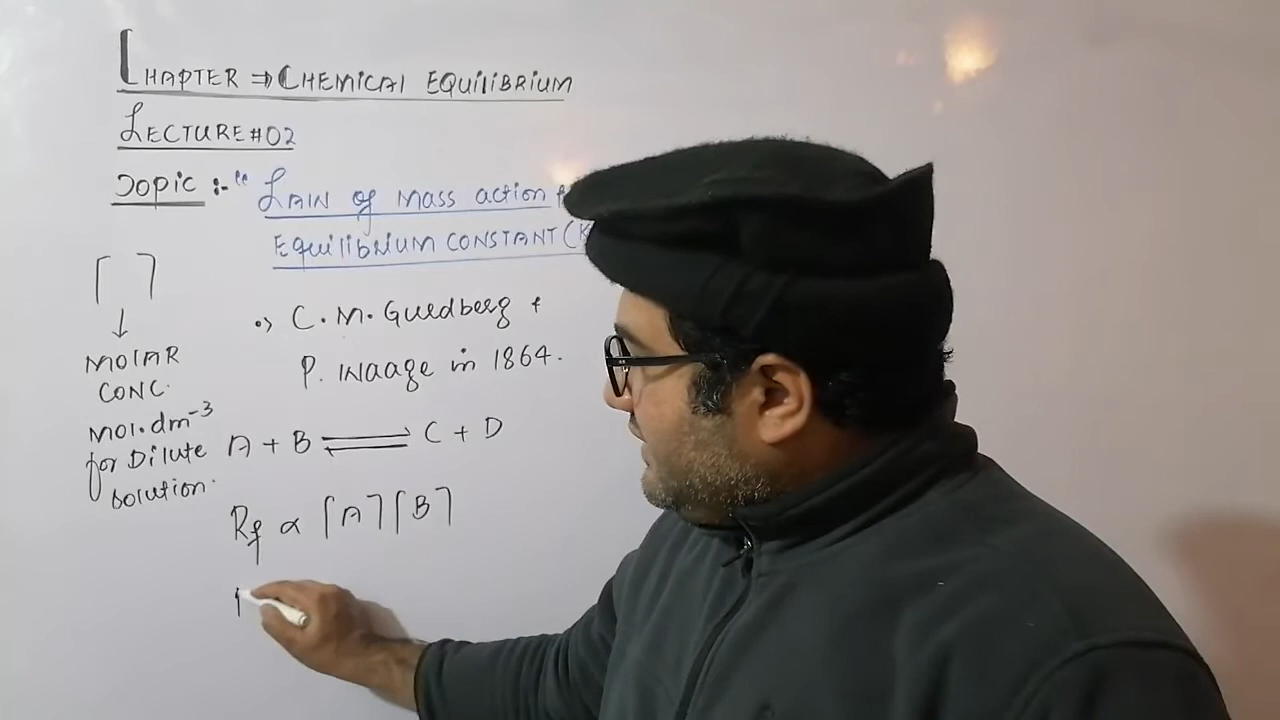 CHAPTER ⇒ CHEMICAL EQUILIBRIUM
LECTURE#02
TOPIC :- " LAW OF MASS ACTION
EQUILIBRIUM CONSTANT (K
[ ]
↓
MOLAR
CONC.
MOL.dm⁻³
for Dilute
Solution.
•> C.M. Guldberg +
P. Waage in 1864.
A + B ⇌ C + D
Rf ∝ [A][B]